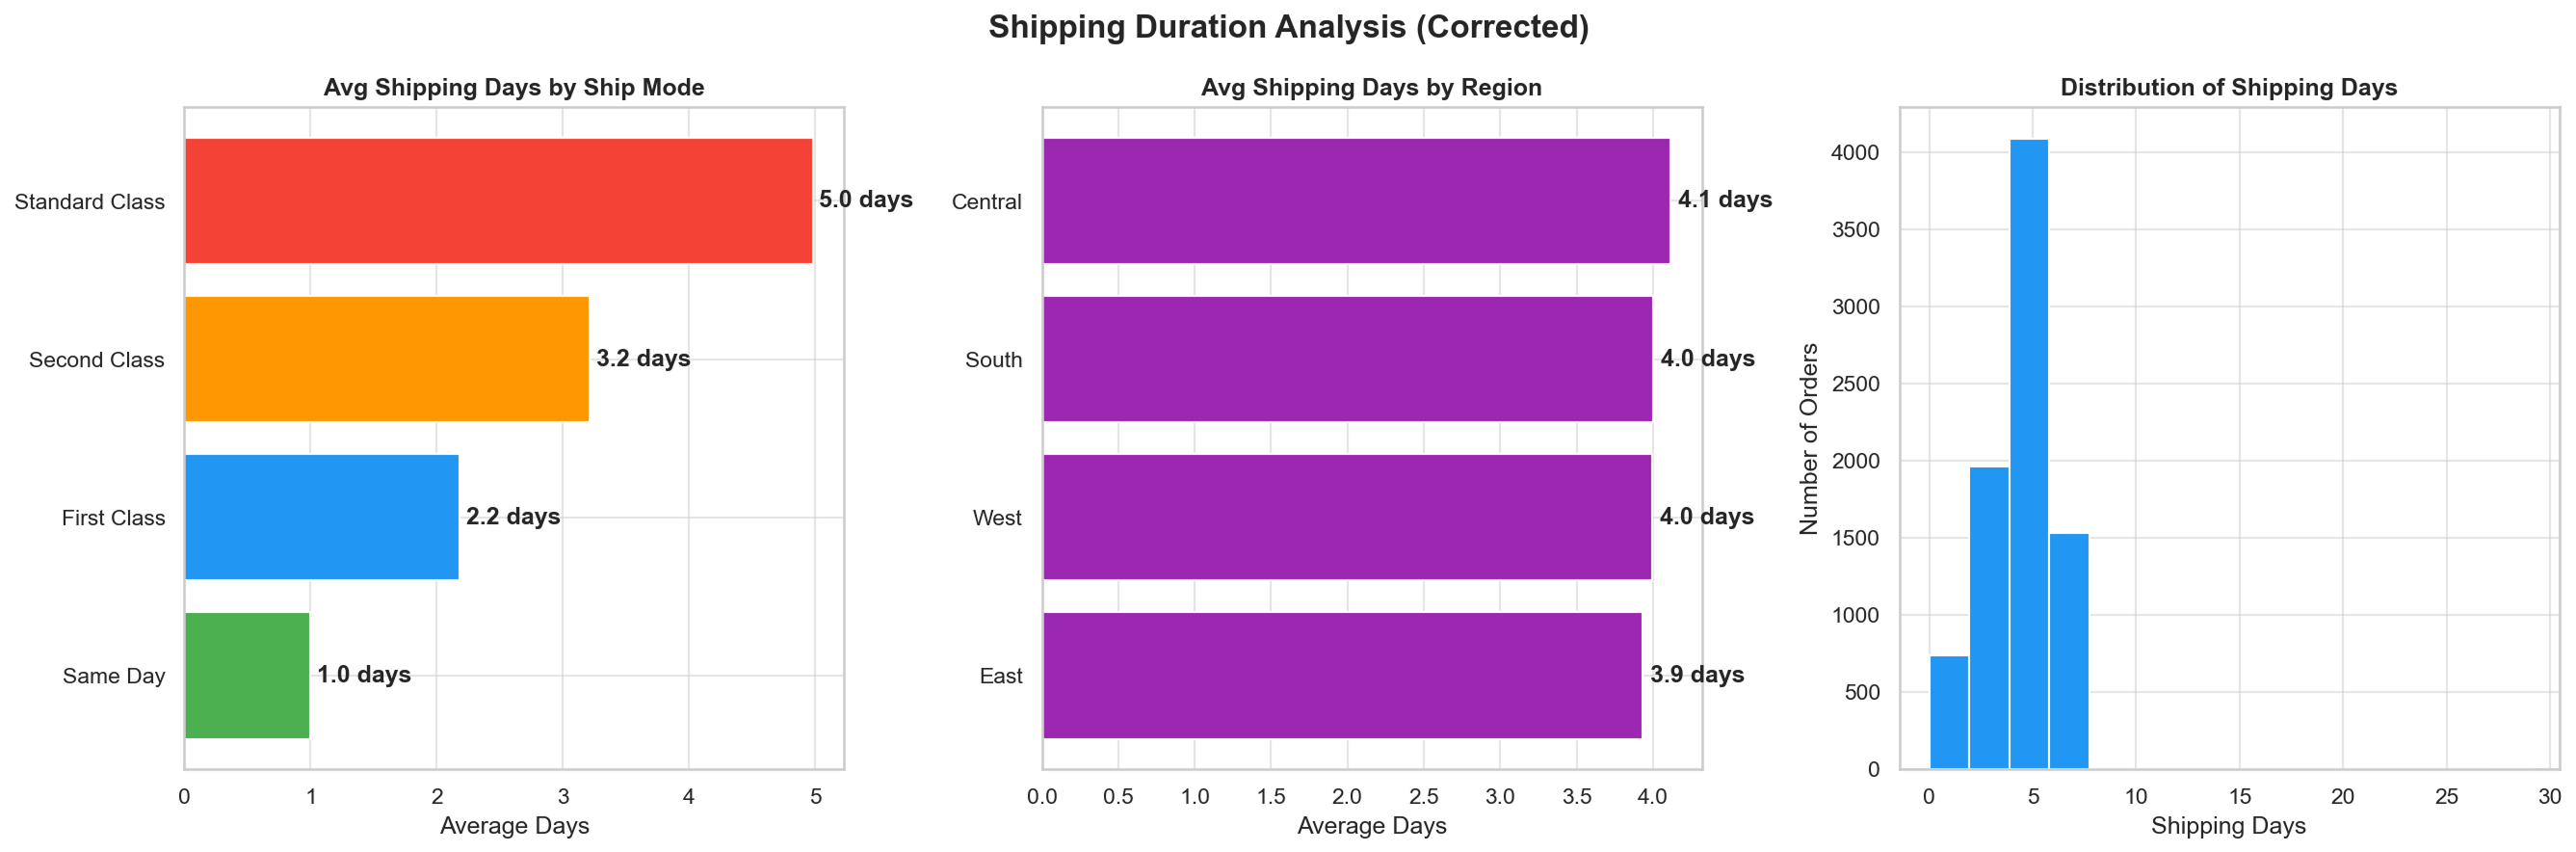 Shipping Duration Analysis (Corrected)
Avg Shipping Days by Ship Mode
Standard Class
5.0 days
Second Class
3.2 days
First Class
2.2 days
Same Day
1.0 days
0 1 2 3 4 5
Average Days
Avg Shipping Days by Region
Central
4.1 days
South
4.0 days
West
4.0 days
East
3.9 days
0.0 0.5 1.0 1.5 2.0 2.5 3.0 3.5 4.0
Average Days
Distribution of Shipping Days
Number of Orders
4000
3500
3000
2500
2000
1500
1000
500
0
0 5 10 15 20 25 30
Shipping Days